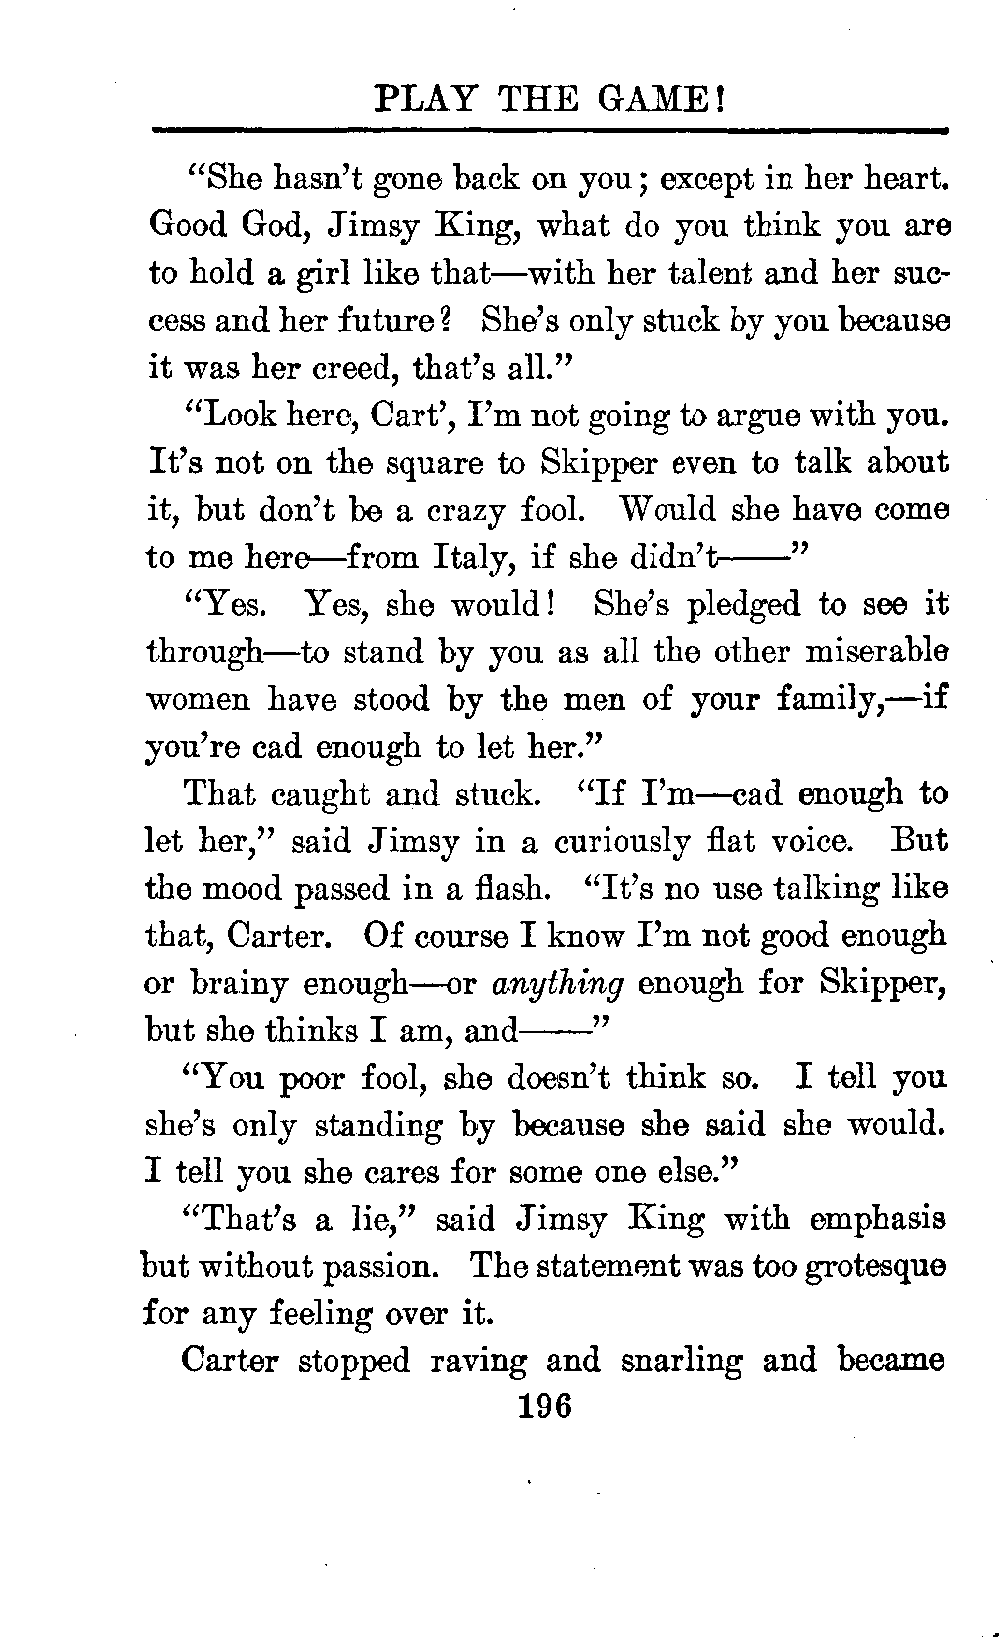 PLAY THE GAME!
“She hasn’t gone back on you; except in her heart.
Good God, Jimsy King, what do you think you are
to hold a girl like that—with her talent and her suc-
cess and her future? She’s only stuck by you because
it was her creed, that’s all.”
“Look here, Cart’, I’m not going to argue with you.
It’s not on the square to Skipper even to talk about
it, but don’t be a crazy fool. Would she have come
to me here—from Italy, if she didn’t——”
“Yes. Yes, she would! She’s pledged to see it
through—to stand by you as all the other miserable
women have stood by the men of your family,—if
you’re cad enough to let her.”
That caught and stuck. “If I’m—cad enough to
let her,” said Jimsy in a curiously flat voice. But
the mood passed in a flash. “It’s no use talking like
that, Carter. Of course I know I’m not good enough
or brainy enough—or anything enough for Skipper,
but she thinks I am, and——”
“You poor fool, she doesn’t think so. I tell you
she’s only standing by because she said she would.
I tell you she cares for some one else.”
“That’s a lie,” said Jimsy King with emphasis
but without passion. The statement was too grotesque
for any feeling over it.
Carter stopped raving and snarling and became
196